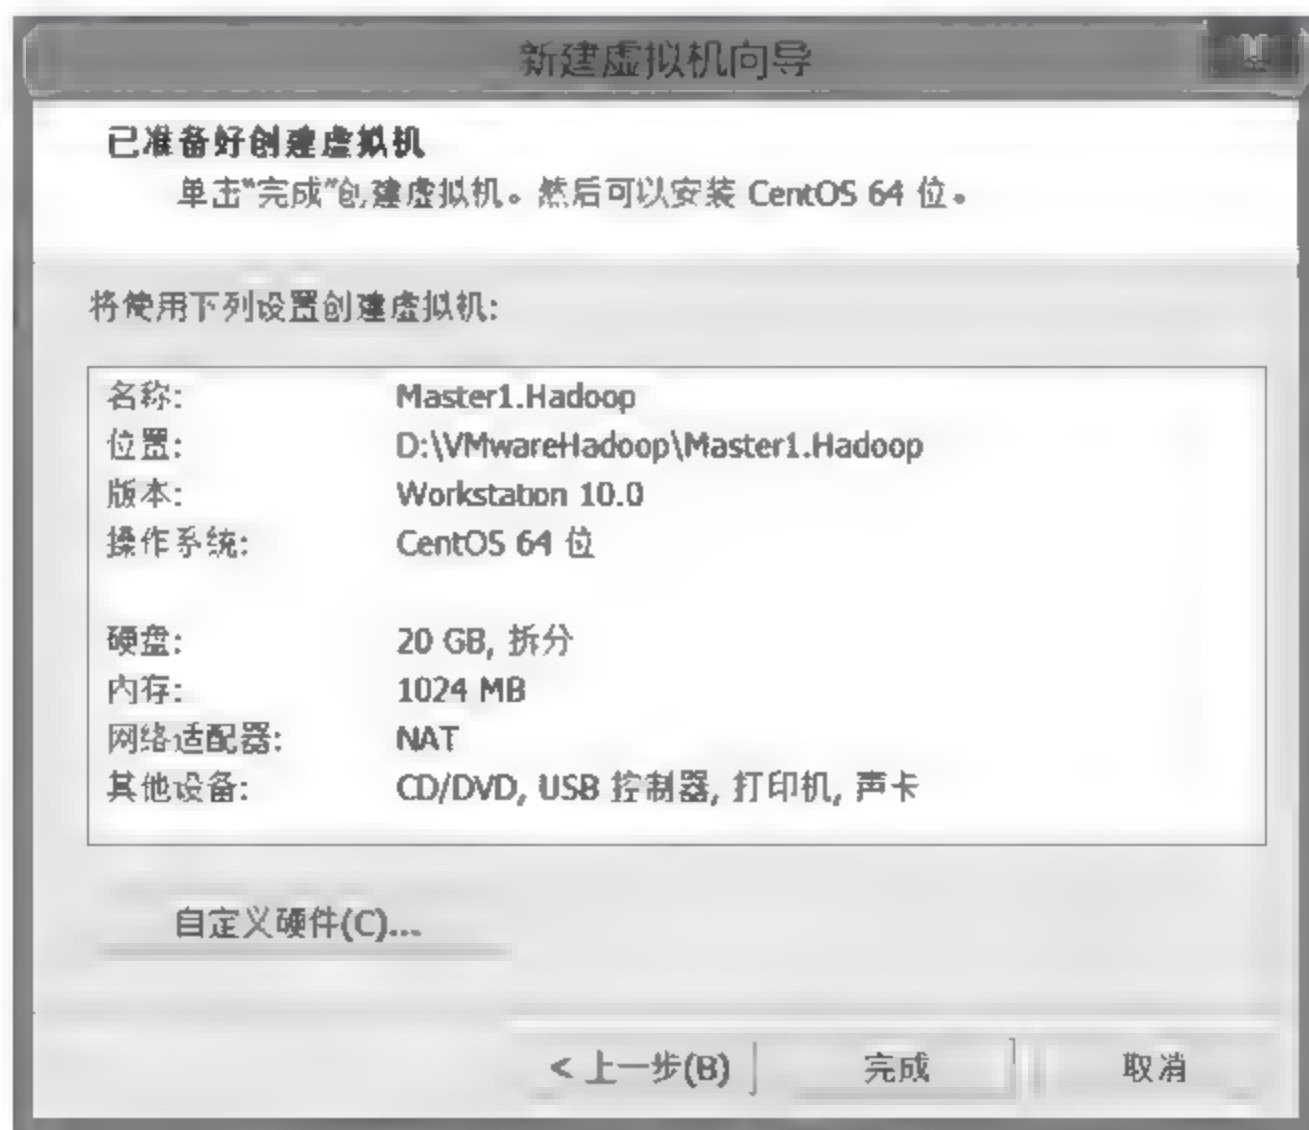 新建虚拟机向导
已准备好创建虚拟机
单击“完成”创建虚拟机。然后可以安装 CentOS 64 位。
将使用下列设置创建虚拟机:
名称: Master1.Hadoop
位置: D:\VMwareHadoop\Master1.Hadoop
版本: Workstation 10.0
操作系统: CentOS 64 位
硬盘: 20 GB, 拆分
内存: 1024 MB
网络适配器: NAT
其他设备: CD/DVD, USB 控制器, 打印机, 声卡
自定义硬件(C)...
< 上一步(B) 完成 取消